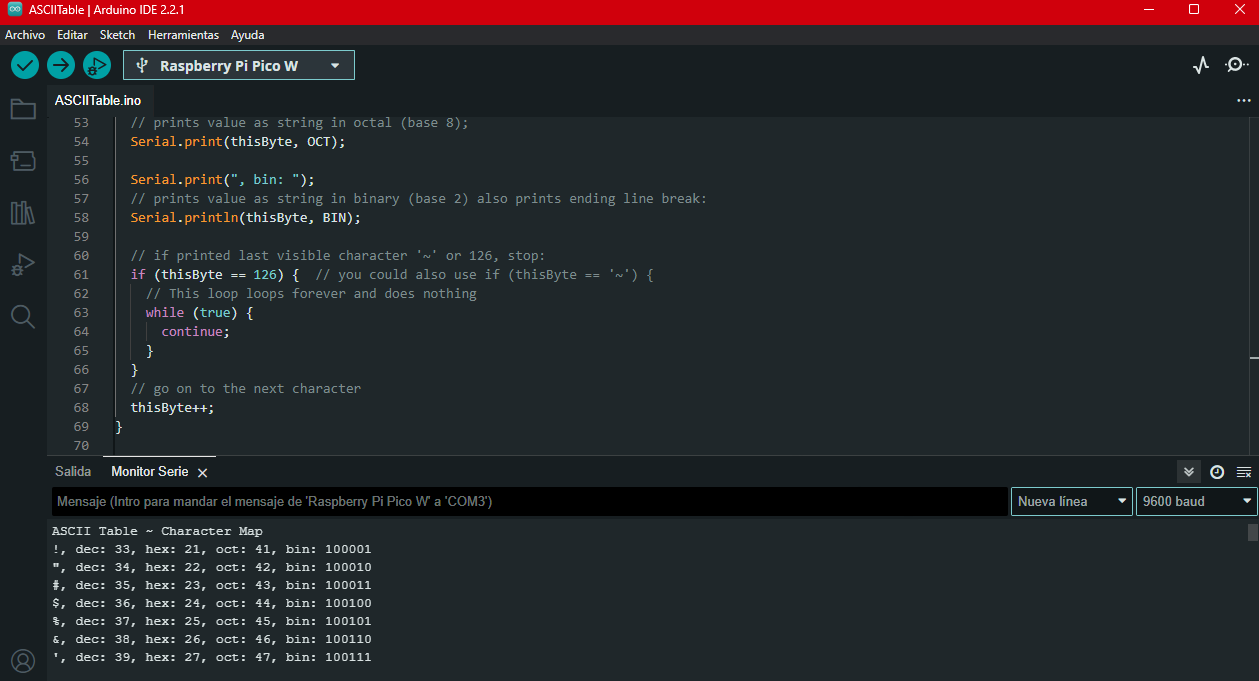 ASCIITable | Arduino IDE 2.2.1
Archivo Editar Sketch Herramientas Ayuda
Raspberry Pi Pico W
ASCIITable.ino
53 // prints value as string in octal (base 8);
54 Serial.print(thisByte, OCT);
55
56 Serial.print(", bin: ");
57 // prints value as string in binary (base 2) also prints ending line break:
58 Serial.println(thisByte, BIN);
59
60 // if printed last visible character '~' or 126, stop:
61 if (thisByte == 126) {  // you could also use if (thisByte == '~') {
62 // This loop loops forever and does nothing
63 while (true) {
64 continue;
65 }
66 }
67 // go on to the next character
68 thisByte++;
69 }
70
Salida Monitor Serie
Mensaje (Intro para mandar el mensaje de 'Raspberry Pi Pico W' a 'COM3') Nueva línea 9600 baud
ASCII Table ~ Character Map
!, dec: 33, hex: 21, oct: 41, bin: 100001
", dec: 34, hex: 22, oct: 42, bin: 100010
#, dec: 35, hex: 23, oct: 43, bin: 100011
$, dec: 36, hex: 24, oct: 44, bin: 100100
%, dec: 37, hex: 25, oct: 45, bin: 100101
&, dec: 38, hex: 26, oct: 46, bin: 100110
', dec: 39, hex: 27, oct: 47, bin: 100111